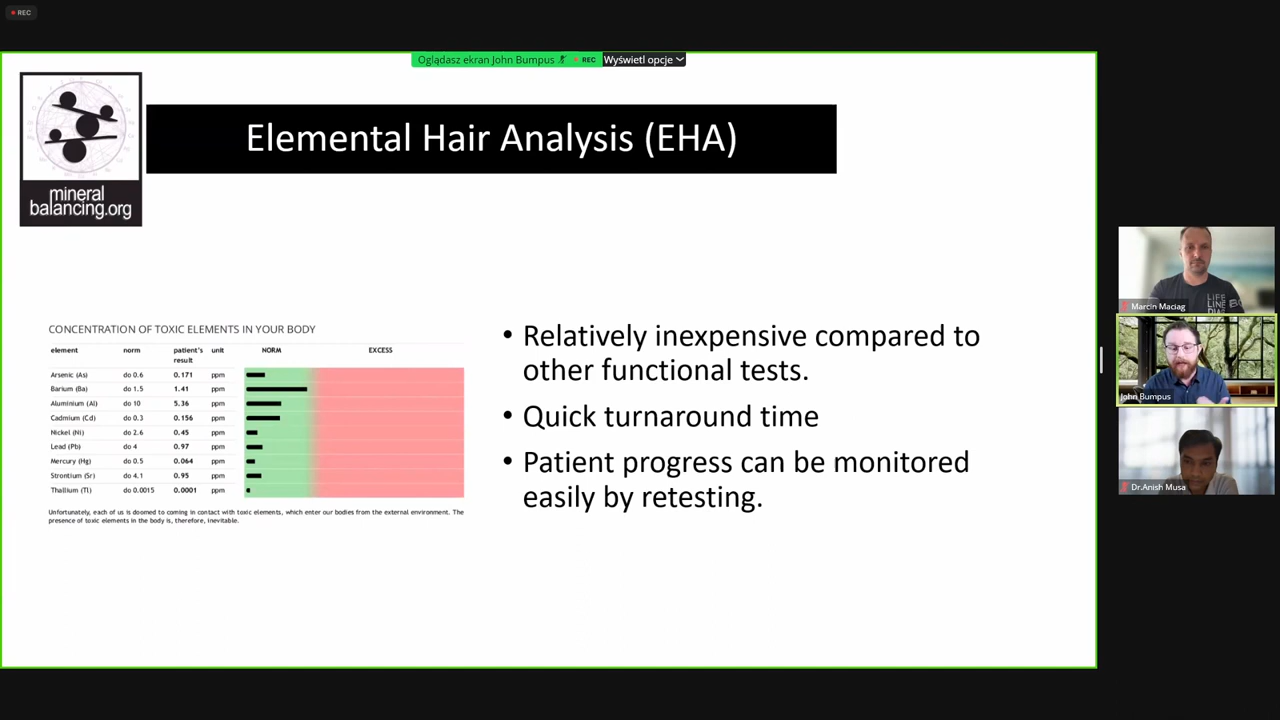 REC
Oglądasz ekran John Bumpus REC Wyświetl opcje
mineral
balancing.org
Elemental Hair Analysis (EHA)
CONCENTRATION OF TOXIC ELEMENTS IN YOUR BODY
element norm patient's result unit NORM EXCESS
Arsenic (As) do 0.6 0.171 ppm
Barium (Ba) do 1.5 1.41 ppm
Aluminium (Al) do 10 5.36 ppm
Cadmium (Cd) do 0.3 0.156 ppm
Nickel (Ni) do 2.6 0.45 ppm
Lead (Pb) do 4 0.97 ppm
Mercury (Hg) do 0.5 0.064 ppm
Strontium (Sr) do 4.1 0.95 ppm
Thallium (Tl) do 0.0015 0.0001 ppm
Unfortunately, each of us is doomed to coming in contact with toxic elements, which enter our bodies from the external environment. The
presence of toxic elements in the body is, therefore, inevitable.
• Relatively inexpensive compared to
other functional tests.
• Quick turnaround time
• Patient progress can be monitored
easily by retesting.
LIFE
LINE
DIA
Marcin Maciag
John Bumpus
Dr.Anish Musa